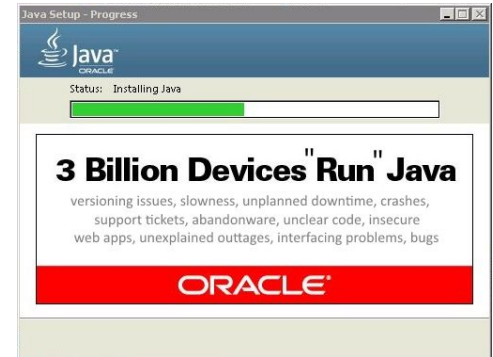 Java Setup - Progress
Java
ORACLE
Status: Installing Java
3 Billion Devices "Run" Java
versioning issues, slowness, unplanned downtime, crashes,
support tickets, abandonware, unclear code, insecure
web apps, unexplained outtages, interfacing problems, bugs
ORACLE